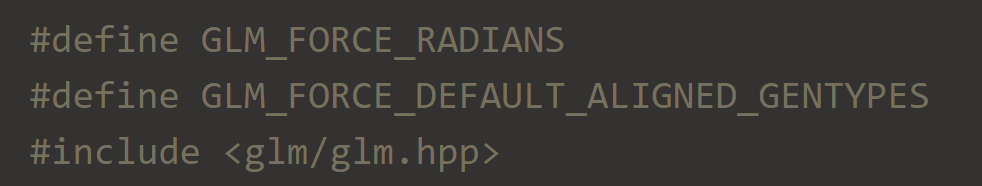 #define GLM_FORCE_RADIANS
#define GLM_FORCE_DEFAULT_ALIGNED_GENTYPES
#include <glm/glm.hpp>